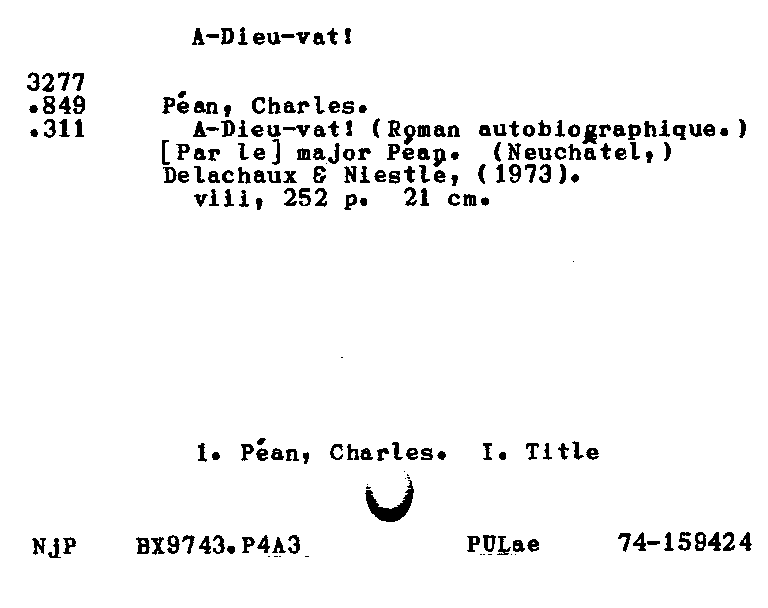 A-Dieu-vat!
3277
.849 Péan, Charles.
.311 A-Dieu-vat! (Roman autobiographique.)
[Par le] major Péan. (Neuchâtel,)
Delachaux & Niestlé, (1973).
viii, 252 p. 21 cm.
1. Péan, Charles. I. Title
NjP BX9743.P4A3 PULae 74-159424